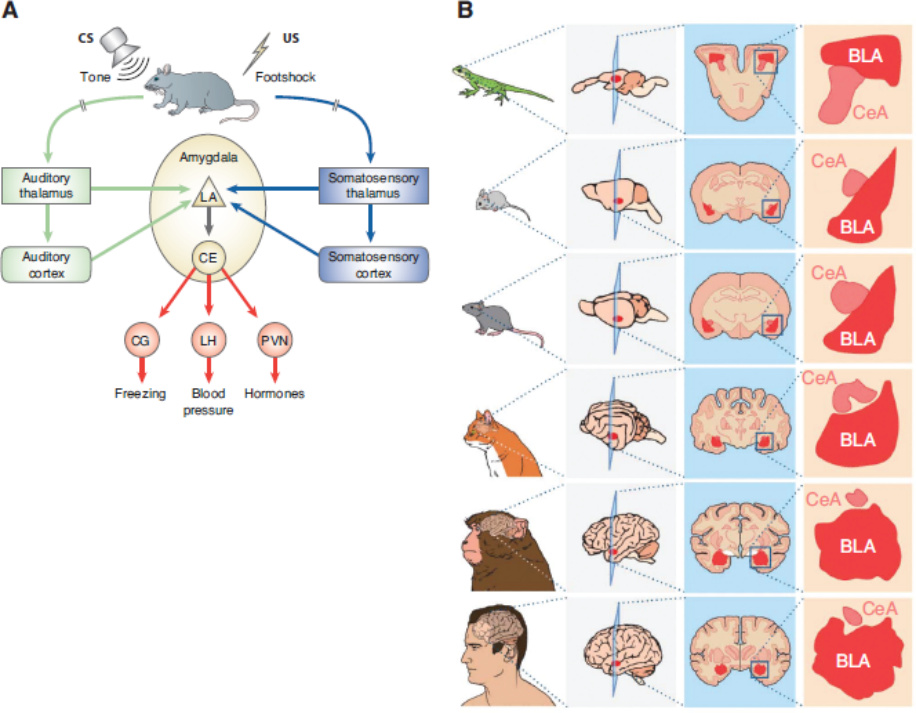 A
CS
US
Tone
Footshock
Amygdala
Auditory
thalamus
LA
Somatosensory
thalamus
Auditory
cortex
CE
Somatosensory
cortex
CG
LH
PVN
Freezing
Blood
pressure
Hormones
B
BLA
CeA
CeA
BLA
CeA
BLA
CeA
BLA
CeA
BLA
CeA
BLA